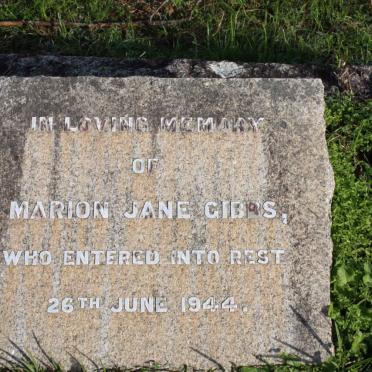 IN LOVING MEMORY
OF
MARION JANE GIBBS,
WHO ENTERED INTO REST
26TH JUNE 1944.